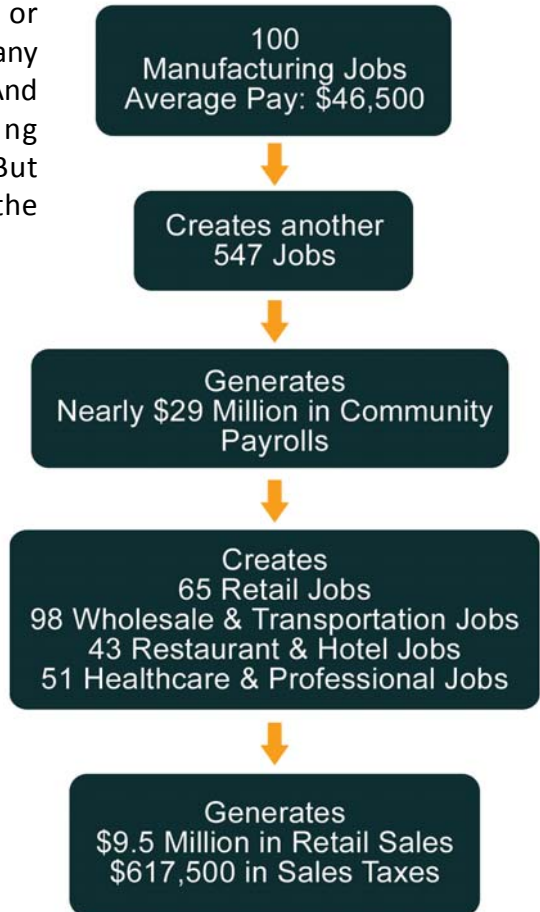 or
any
And
ng
But
the
100
Manufacturing Jobs
Average Pay: $46,500
Creates another
547 Jobs
Generates
Nearly $29 Million in Community
Payrolls
Creates
65 Retail Jobs
98 Wholesale & Transportation Jobs
43 Restaurant & Hotel Jobs
51 Healthcare & Professional Jobs
Generates
$9.5 Million in Retail Sales
$617,500 in Sales Taxes